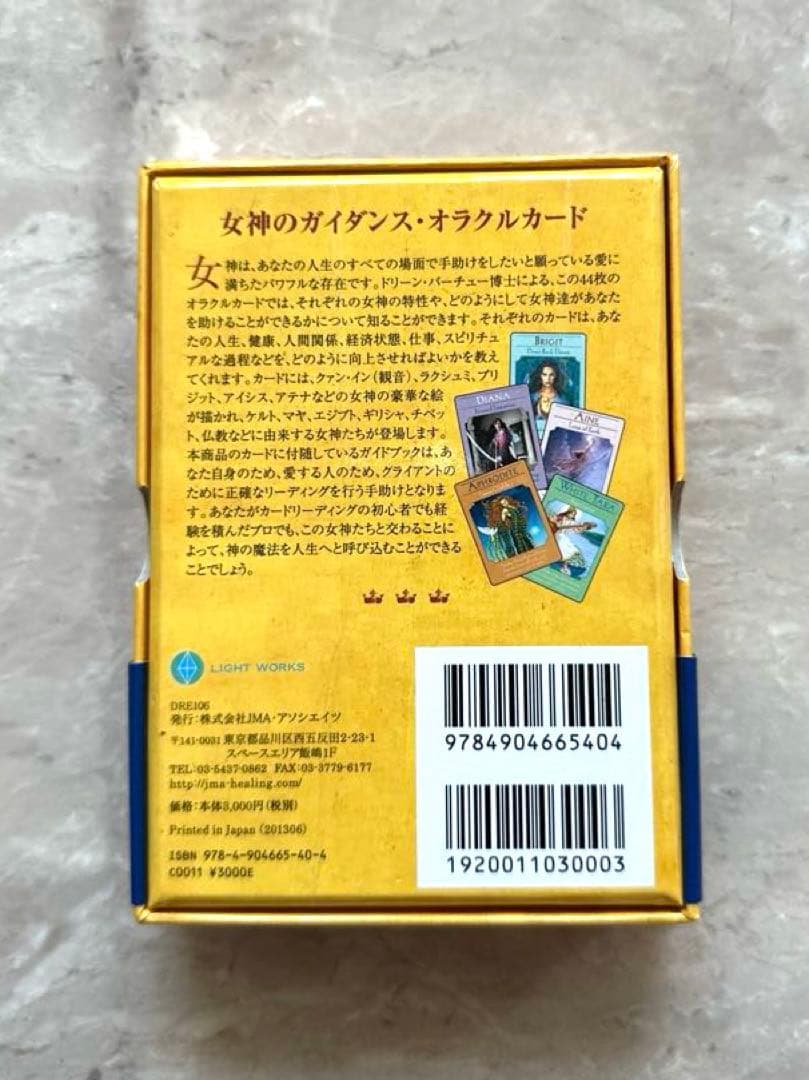 女神のガイダンス・オラクルカード
女神は、あなたの人生のすべての場面で手助けをしたいと願っている愛に
満ちたパワフルな存在です。ドリーン・バーチュー博士による、この44枚の
オラクルカードでは、それぞれの女神の特性や、どのようにして女神達があなた
を助けることができるかについて知ることができます。それぞれのカードは、あな
たの人生、健康、人間関係、経済状態、仕事、スピリチュ
アルな過程などを、どのように向上させればよいかを教え
てくれます。カードには、クァン・イン（観音）、ラクシュミ、ブリ
ジット、アイシス、アテナなどの女神の豪華な絵
が描かれ、ケルト、マヤ、エジプト、ギリシャ、チベッ
ト、仏教などに由来する女神たちが登場します。
本商品のカードに付随しているガイドブックは、あ
なた自身のため、愛する人のため、クライアントの
ために正確なリーディングを行う手助けとなりま
す。あなたがカードリーディングの初心者でも経
験を積んだプロでも、この女神たちと交わることに
よって、神の魔法を人生へと呼び込むことができる
ことでしょう。
BRIGIT
Don't Back Down
DIANA
AINE
Leap of Faith
APHRODITE
WHITE TARA
LIGHT WORKS
DRE106
発行：株式会社JMA・アソシエイツ
〒141-0031 東京都品川区西五反田2-23-1
スペースエリア飯嶋1F
TEL:03-5437-0862 FAX:03-3779-6177
http://jma-healing.com/
価格：本体3,000円（税別）
Printed in Japan (201306)
ISBN 978-4-904665-40-4
C0011 ¥3000E
9784904665404
1920011030003